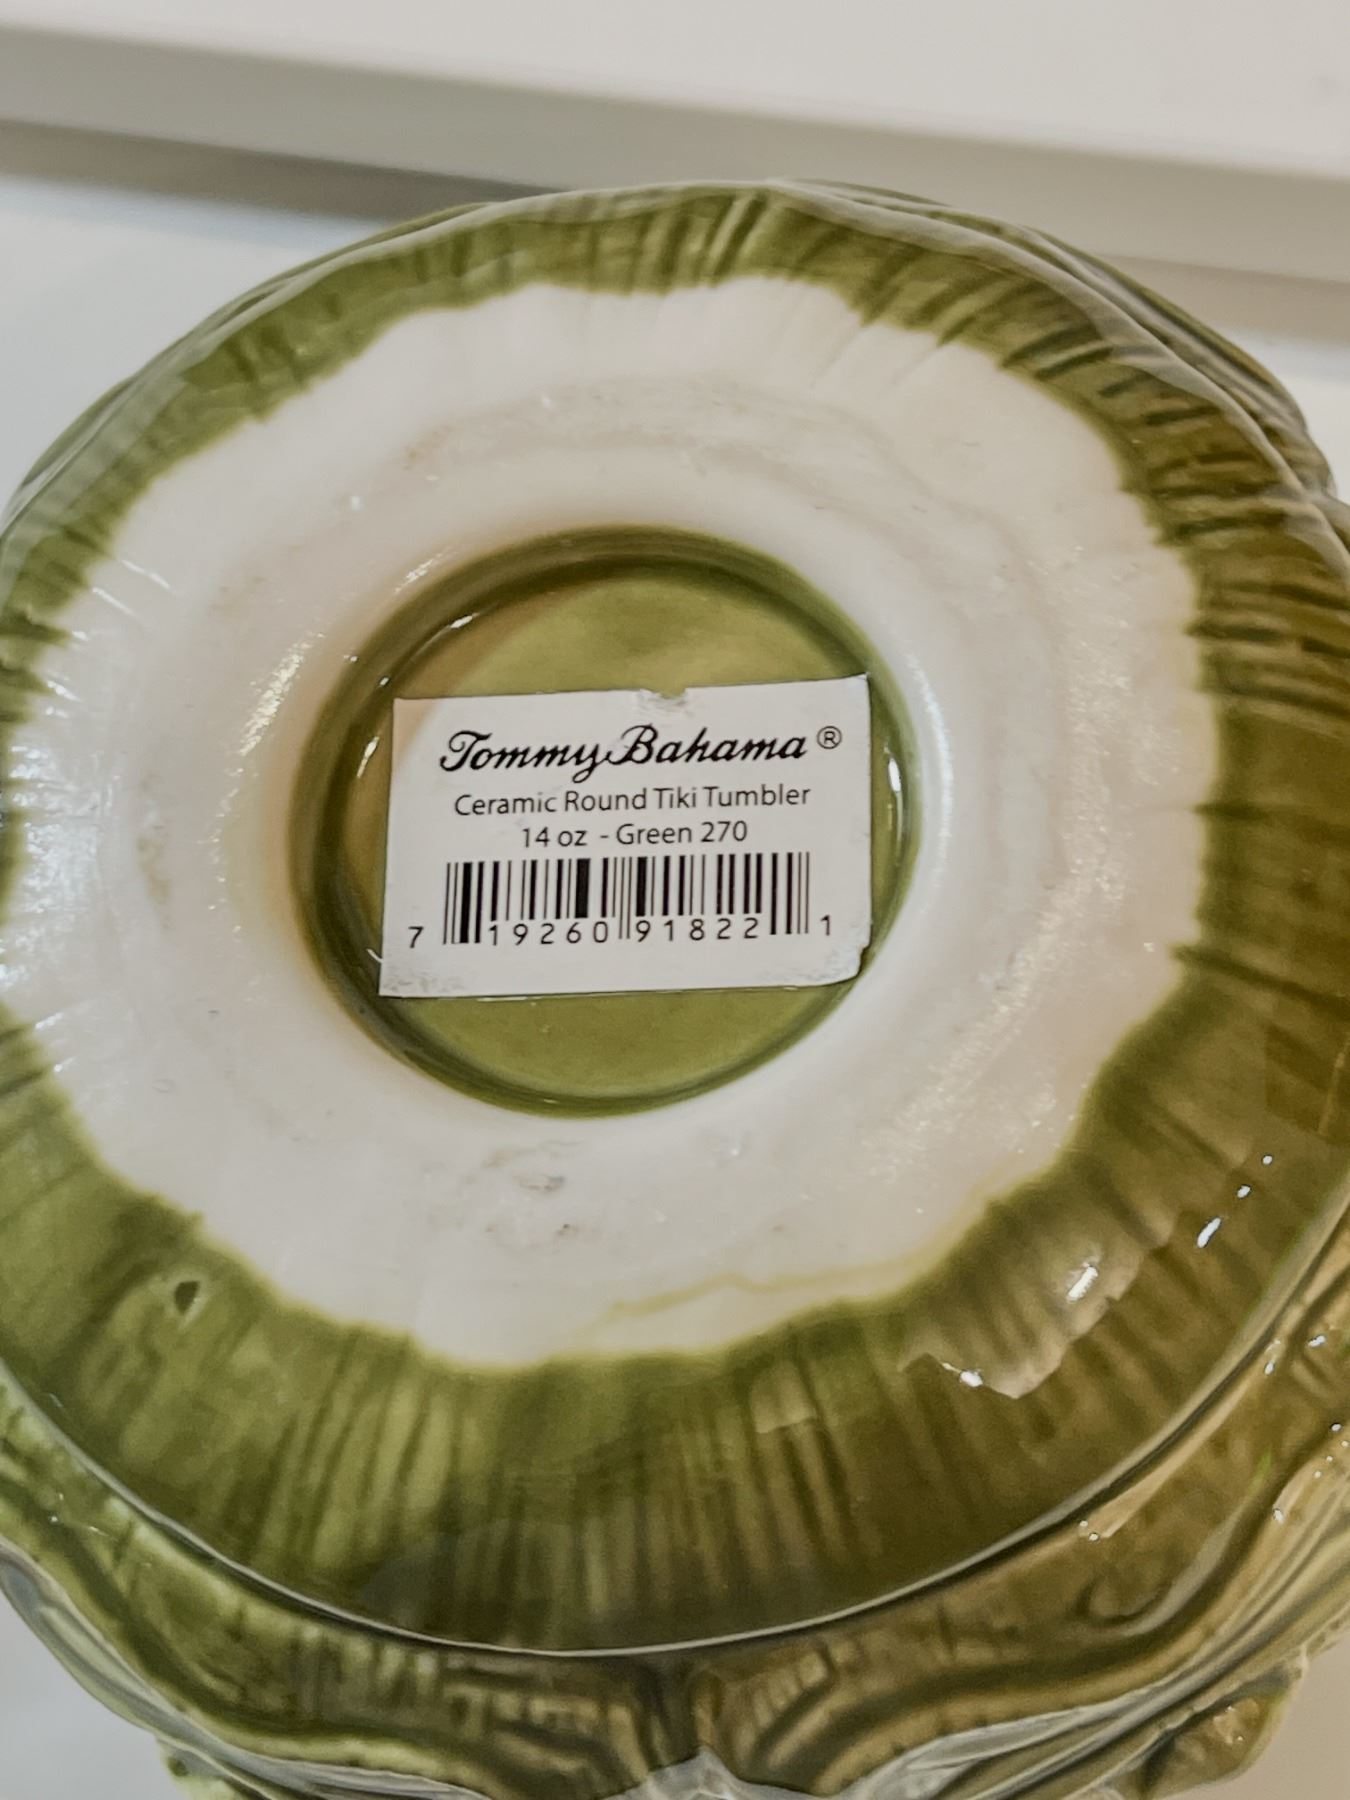 Tommy Bahama ®
Ceramic Round Tiki Tumbler
14 oz - Green 270
7 19260 91822 1